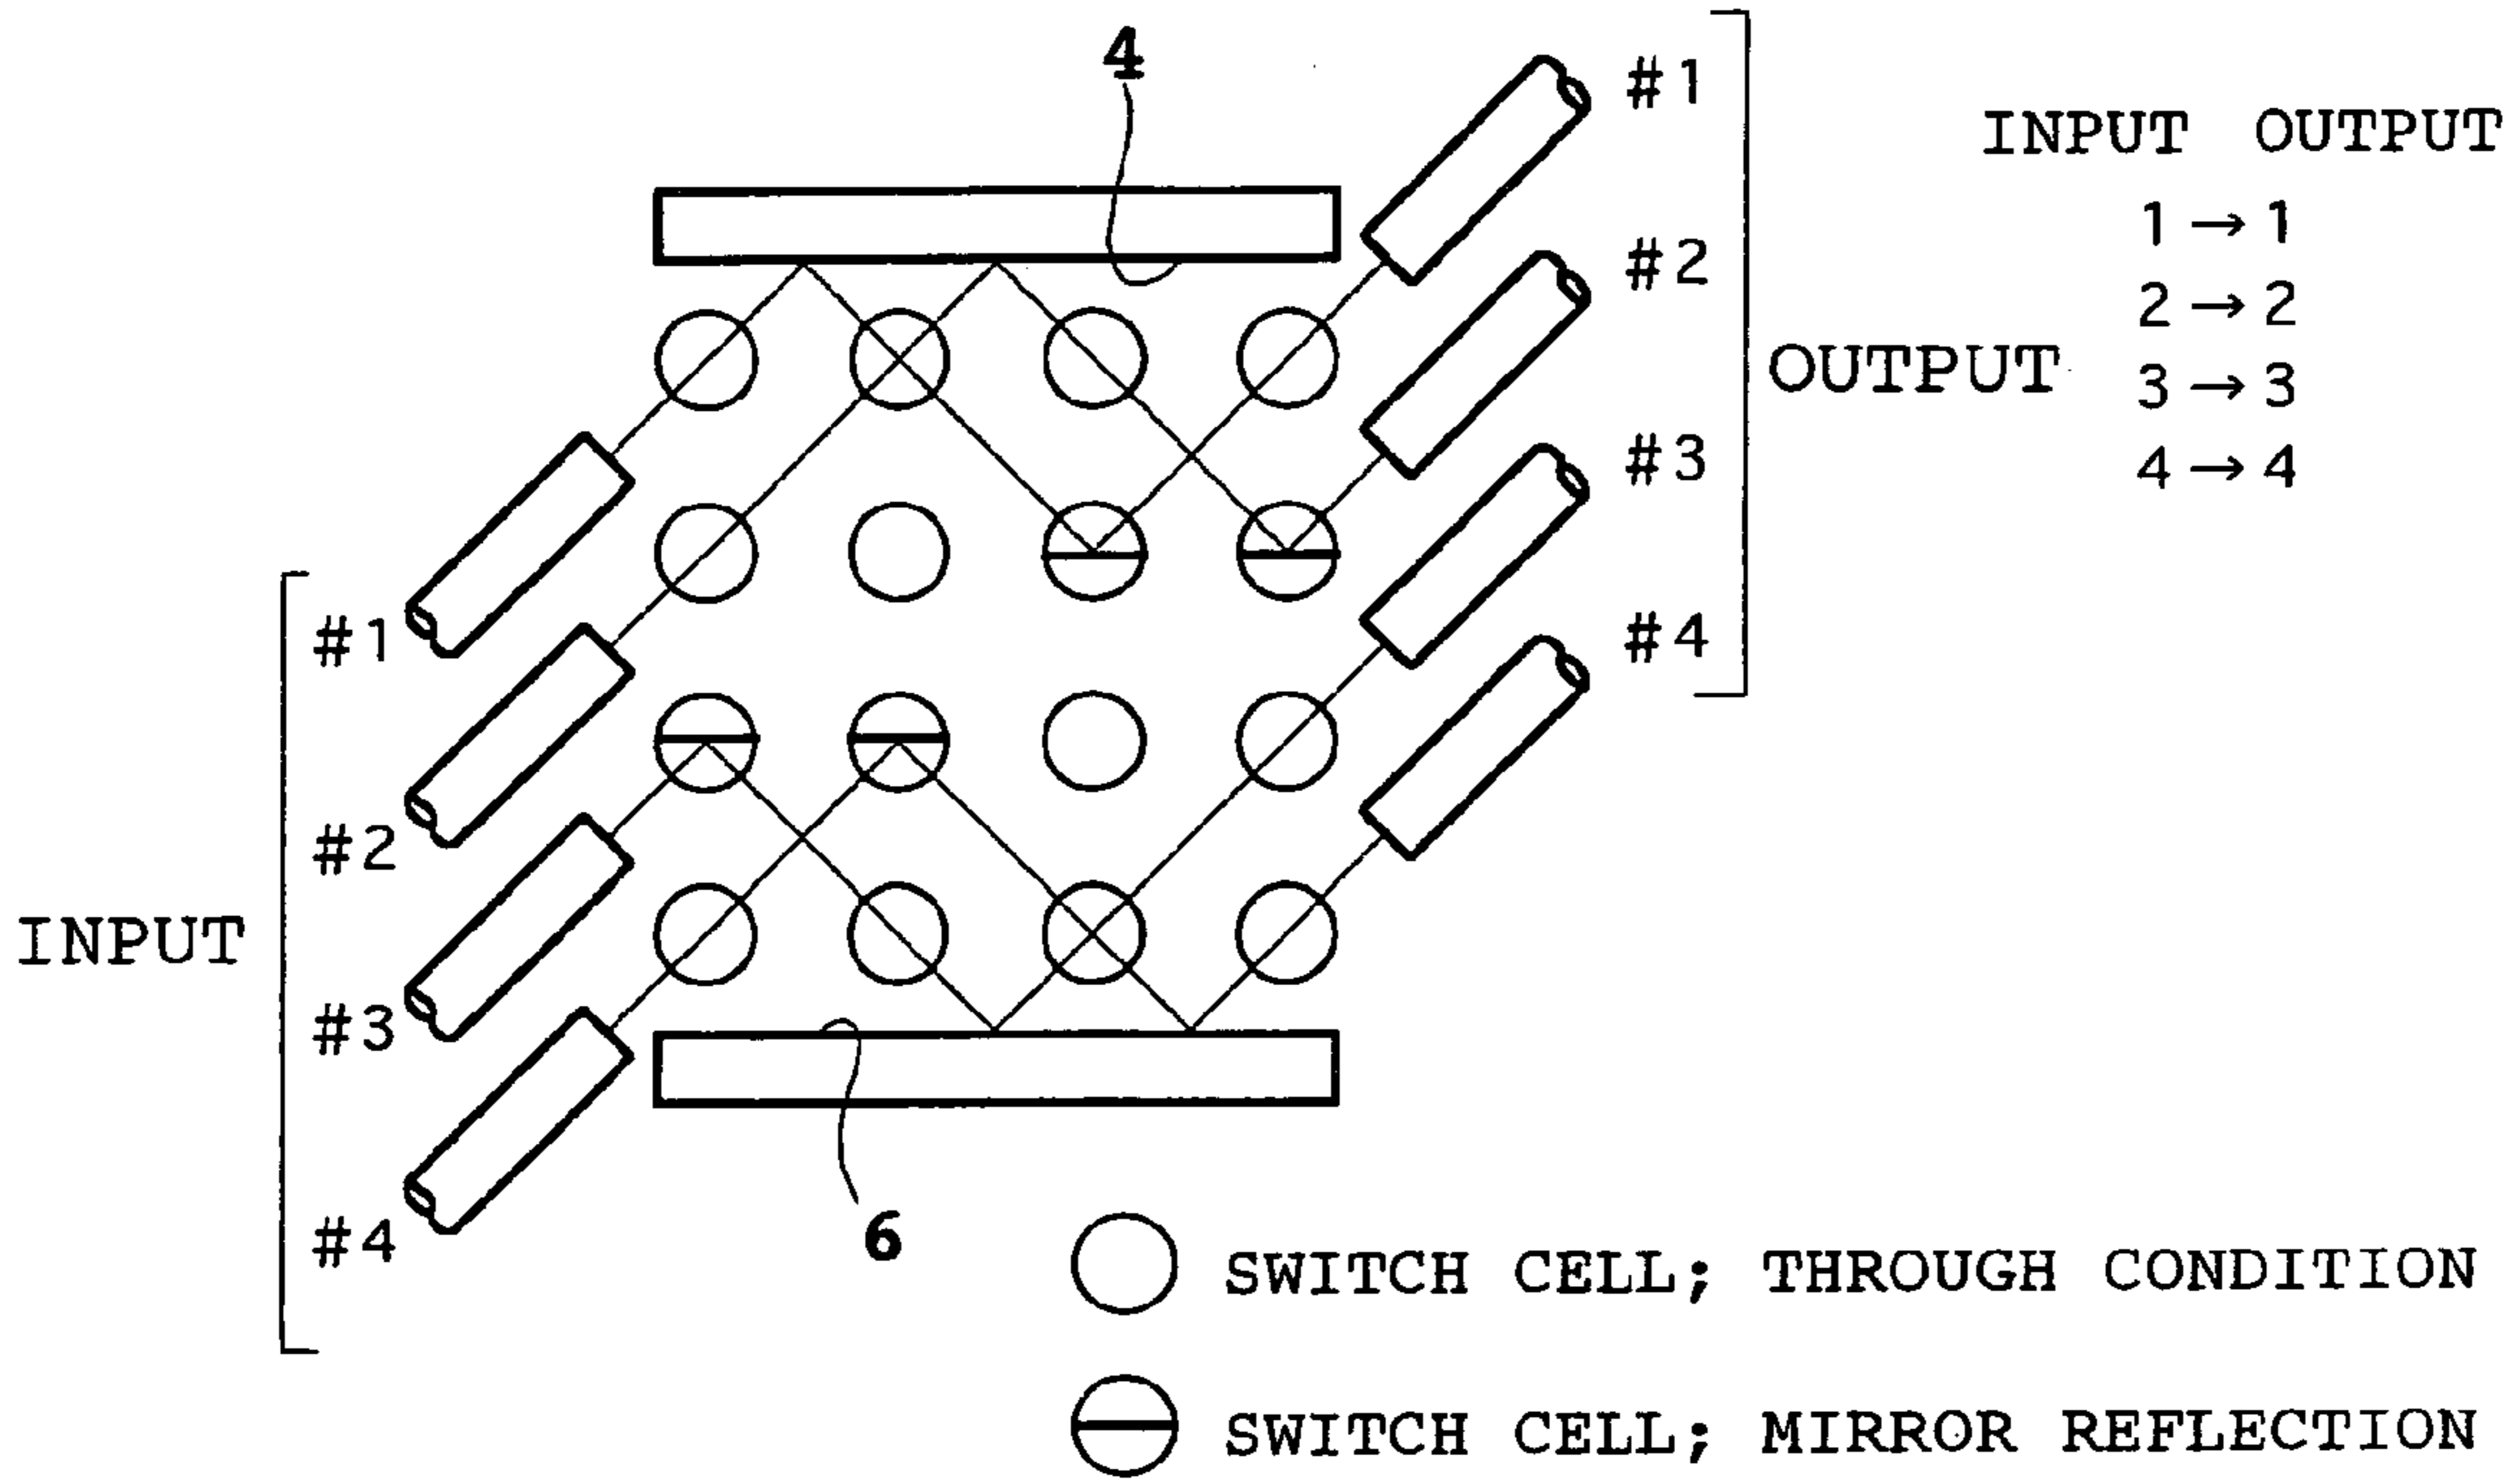 4
#1
#2
#3
#4
OUTPUT
INPUT OUTPUT
1→1
2→2
3→3
4→4
INPUT
#1
#2
#3
#4
6
SWITCH CELL; THROUGH CONDITION
SWITCH CELL; MIRROR REFLECTION